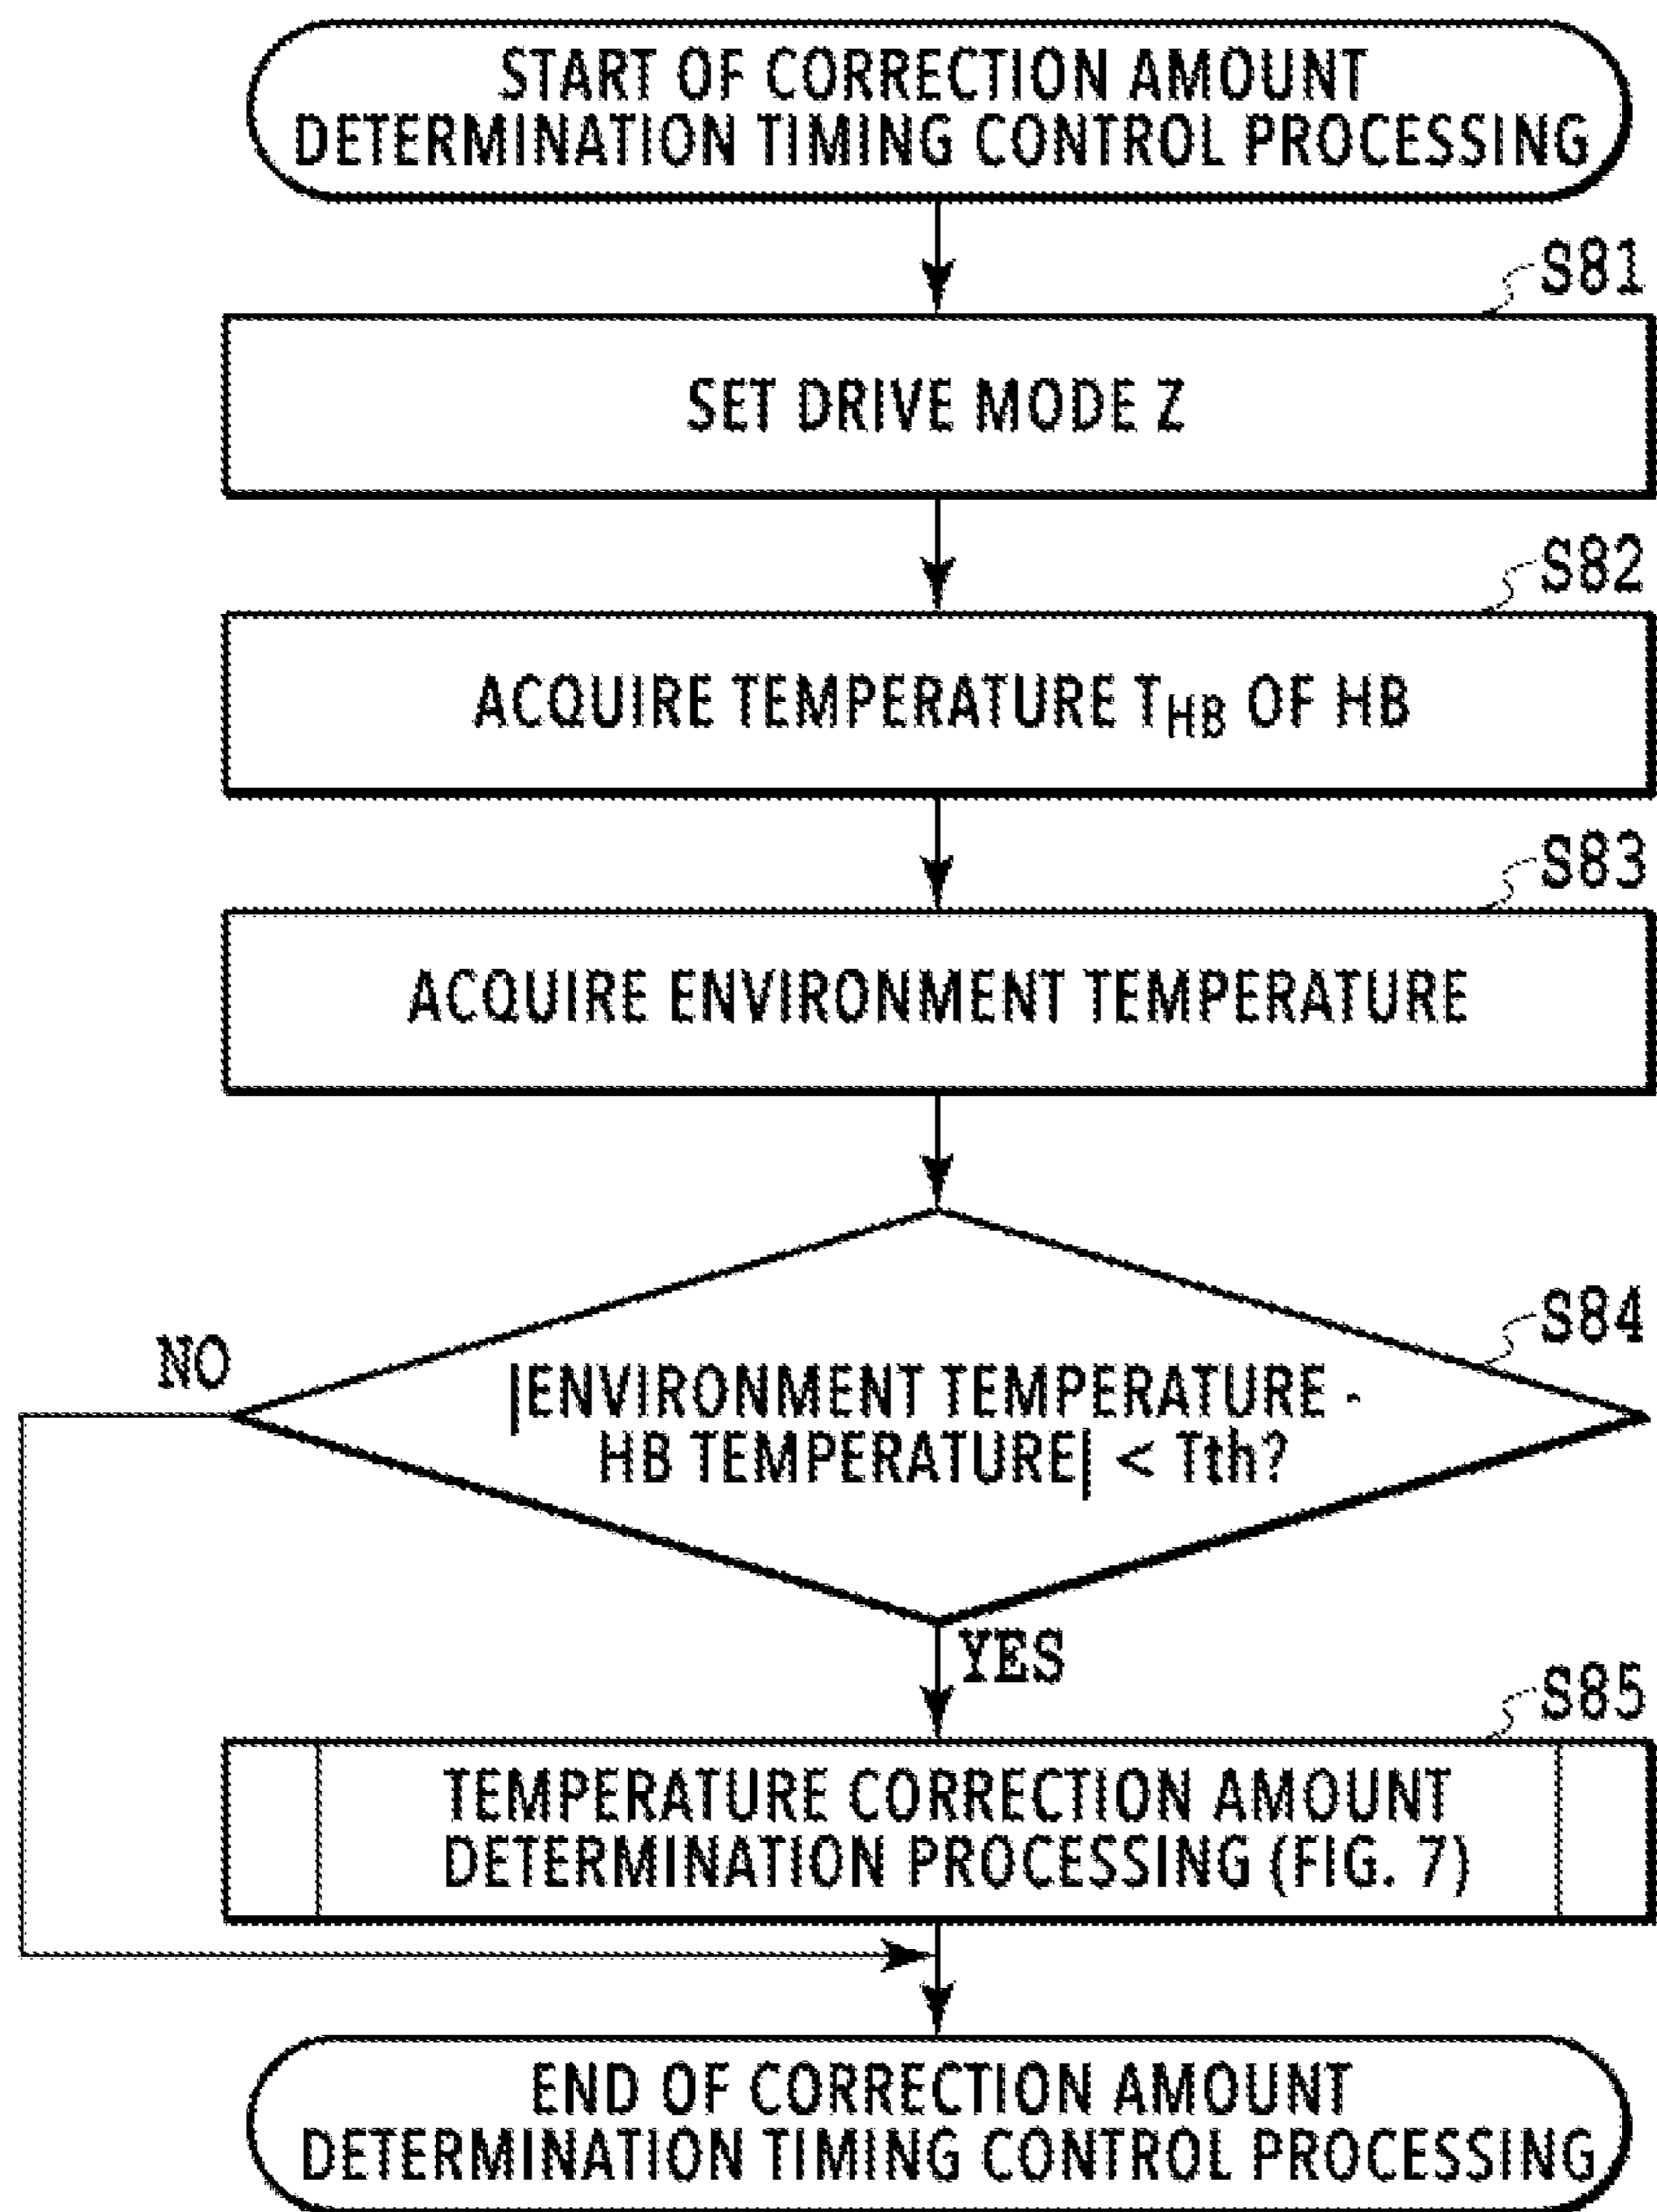 START OF CORRECTION AMOUNT
DETERMINATION TIMING CONTROL PROCESSING
S81
SET DRIVE MODE Z
S82
ACQUIRE TEMPERATURE THB OF HB
S83
ACQUIRE ENVIRONMENT TEMPERATURE
S84
NO
|ENVIRONMENT TEMPERATURE -
HB TEMPERATURE| < Tth?
YES
S85
TEMPERATURE CORRECTION AMOUNT
DETERMINATION PROCESSING (FIG. 7)
END OF CORRECTION AMOUNT
DETERMINATION TIMING CONTROL PROCESSING